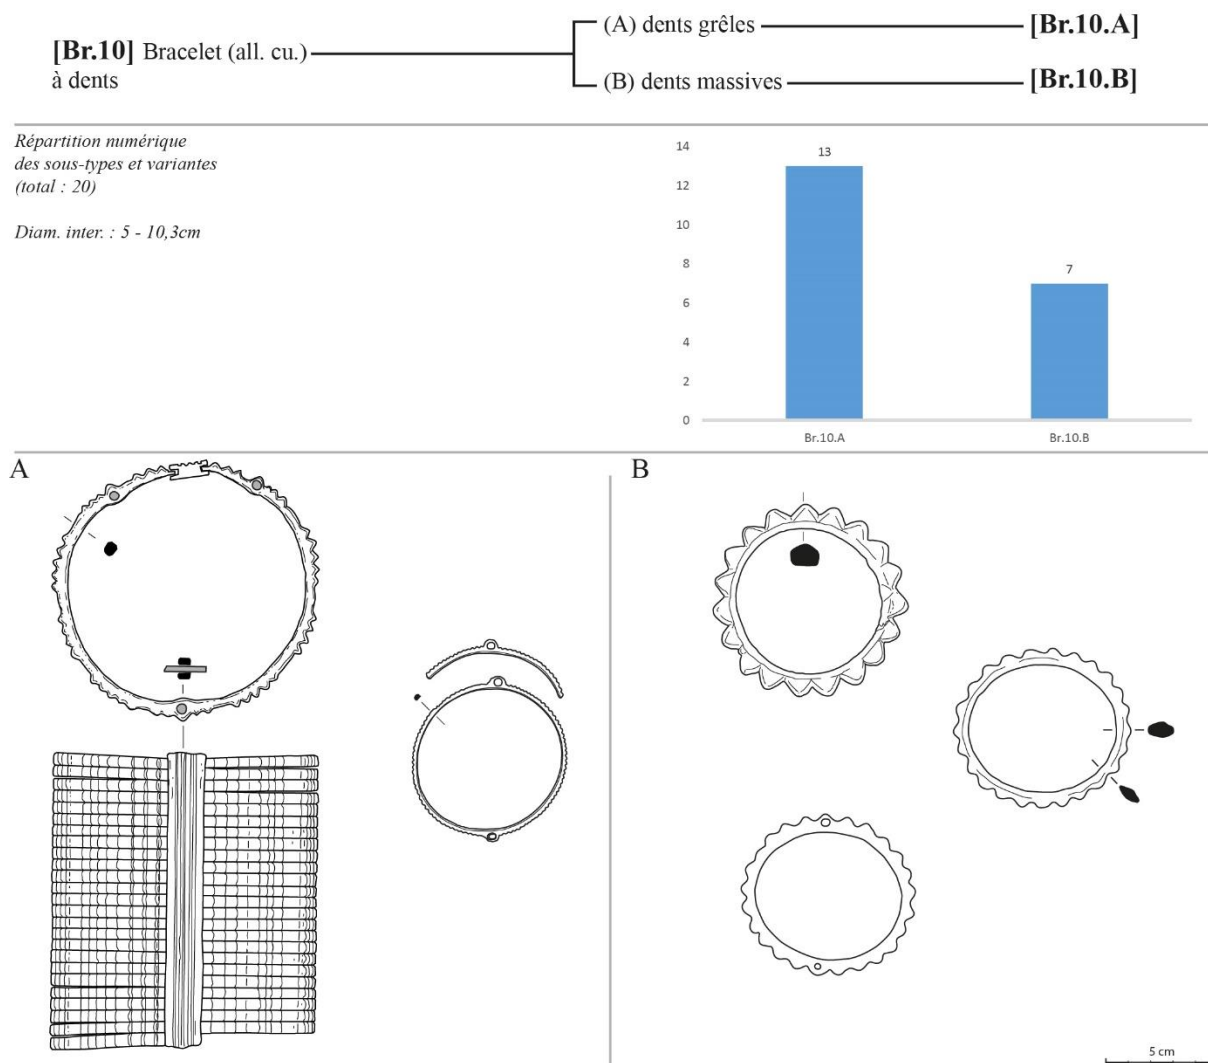 (A) dents grêles [Br.10.A]
[Br.10] Bracelet (all. cu.)
à dents
(B) dents massives [Br.10.B]
Répartition numérique
des sous-types et variantes
(total : 20)
Diam. inter. : 5 - 10,3cm
14
12
10
8
6
4
2
0
13
7
Br.10.A
Br.10.B
A
B
5 cm